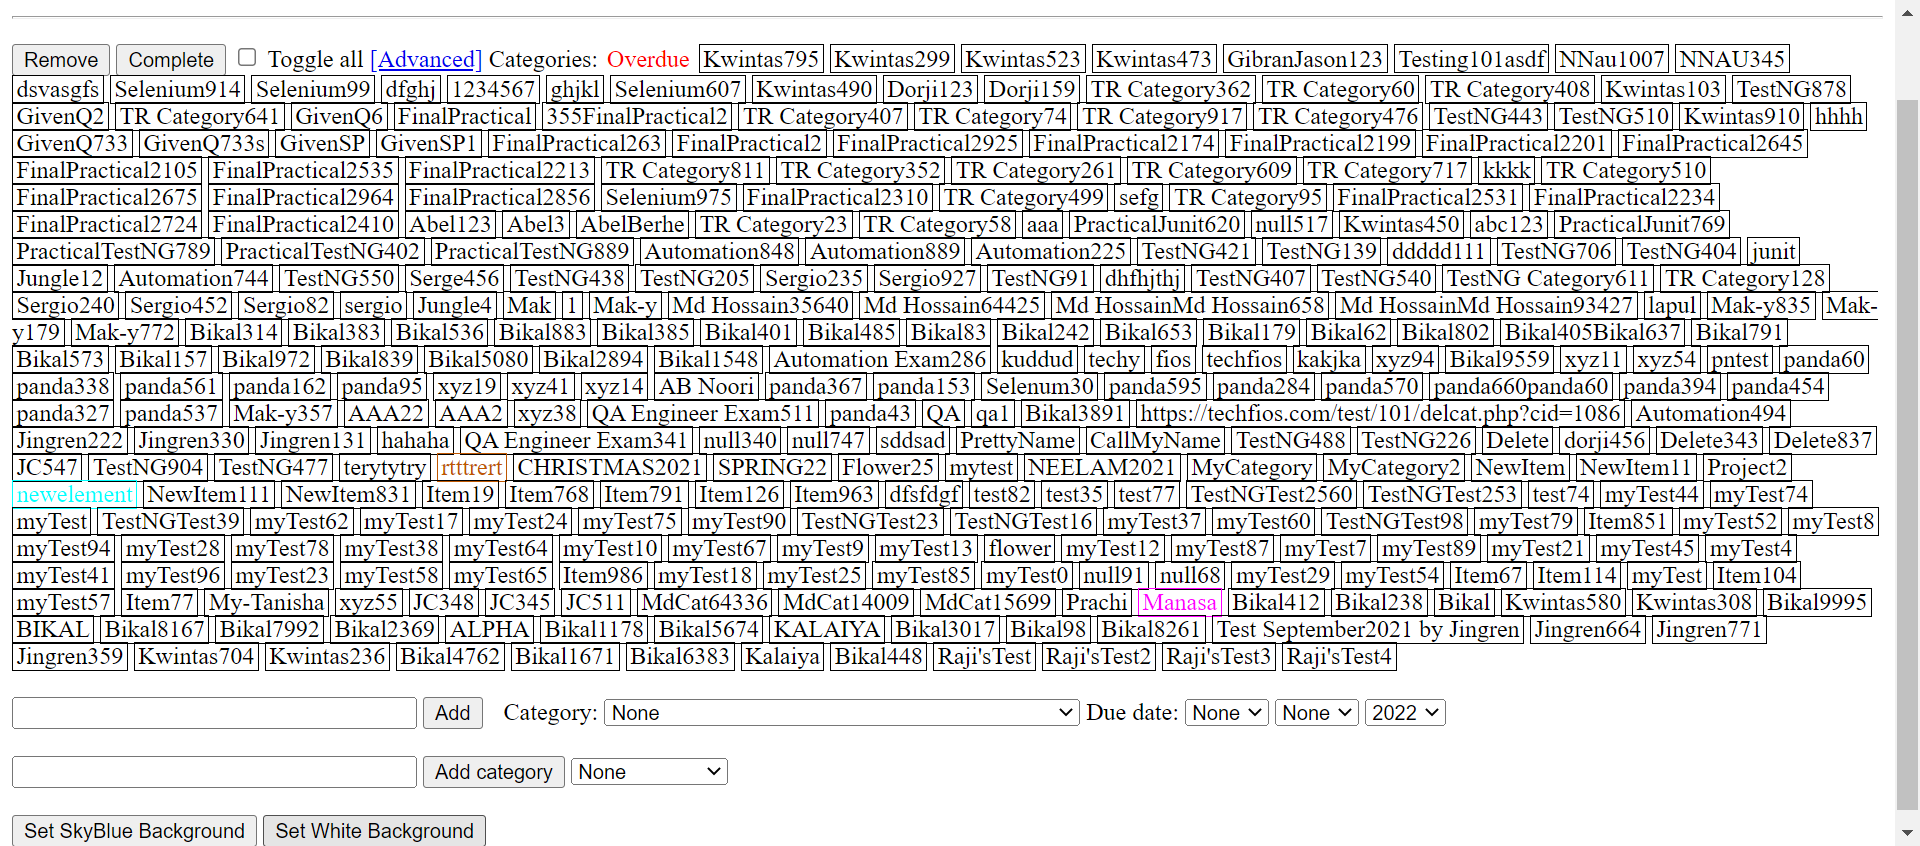 Remove Complete Toggle all [Advanced] Categories: Overdue Kwintas795 Kwintas299 Kwintas523 Kwintas473 GibranJason123 Testing101asdf NNau1007 NNAU345
dsvasgfs Selenium914 Selenium99 dfghj 1234567 ghjkl Selenium607 Kwintas490 Dorji123 Dorji159 TR Category362 TR Category60 TR Category408 Kwintas103 TestNG878
GivenQ2 TR Category641 GivenQ6 FinalPractical 355FinalPractical2 TR Category407 TR Category74 TR Category917 TR Category476 TestNG443 TestNG510 Kwintas910 hhhh
GivenQ733 GivenQ733s GivenSP GivenSP1 FinalPractical263 FinalPractical2 FinalPractical2925 FinalPractical2174 FinalPractical2199 FinalPractical2201 FinalPractical2645
FinalPractical2105 FinalPractical2535 FinalPractical2213 TR Category811 TR Category352 TR Category261 TR Category609 TR Category717 kkkk TR Category510
FinalPractical2675 FinalPractical2964 FinalPractical2856 Selenium975 FinalPractical2310 TR Category499 sefg TR Category95 FinalPractical2531 FinalPractical2234
FinalPractical2724 FinalPractical2410 Abel123 Abel3 AbelBerhe TR Category23 TR Category58 aaa PracticalJunit620 null517 Kwintas450 abc123 PracticalJunit769
PracticalTestNG789 PracticalTestNG402 PracticalTestNG889 Automation848 Automation889 Automation225 TestNG421 TestNG139 ddddd111 TestNG706 TestNG404 junit
Jungle12 Automation744 TestNG550 Serge456 TestNG438 TestNG205 Sergio235 Sergio927 TestNG91 dhfhjthj TestNG407 TestNG540 TestNG Category611 TR Category128
Sergio240 Sergio452 Sergio82 sergio Jungle4 Mak 1 Mak-y Md Hossain35640 Md Hossain64425 Md HossainMd Hossain658 Md HossainMd Hossain93427 lapul Mak-y835 Mak-
y179 Mak-y772 Bikal314 Bikal383 Bikal536 Bikal883 Bikal385 Bikal401 Bikal485 Bikal83 Bikal242 Bikal653 Bikal179 Bikal62 Bikal802 Bikal405Bikal637 Bikal791
Bikal573 Bikal157 Bikal972 Bikal839 Bikal5080 Bikal2894 Bikal1548 Automation Exam286 kuddud techy fios techfios kakjka xyz94 Bikal9559 xyz11 xyz54 pntest panda60
panda338 panda561 panda162 panda95 xyz19 xyz41 xyz14 AB Noori panda367 panda153 Selenum30 panda595 panda284 panda570 panda660panda60 panda394 panda454
panda327 panda537 Mak-y357 AAA22 AAA2 xyz38 QA Engineer Exam511 panda43 QA qa1 Bikal3891 https://techfios.com/test/101/delcat.php?cid=1086 Automation494
Jingren222 Jingren330 Jingren131 hahaha QA Engineer Exam341 null340 null747 sddsad PrettyName CallMyName TestNG488 TestNG226 Delete dorji456 Delete343 Delete837
JC547 TestNG904 TestNG477 terytytry rtttrert CHRISTMAS2021 SPRING22 Flower25 mytest NEELAM2021 MyCategory MyCategory2 NewItem NewItem11 Project2
newelement NewItem111 NewItem831 Item19 Item768 Item791 Item126 Item963 dfsfdgf test82 test35 test77 TestNGTest2560 TestNGTest253 test74 myTest44 myTest74
myTest TestNGTest39 myTest62 myTest17 myTest24 myTest75 myTest90 TestNGTest23 TestNGTest16 myTest37 myTest60 TestNGTest98 myTest79 Item851 myTest52 myTest8
myTest94 myTest28 myTest78 myTest38 myTest64 myTest10 myTest67 myTest9 myTest13 flower myTest12 myTest87 myTest7 myTest89 myTest21 myTest45 myTest4
myTest41 myTest96 myTest23 myTest58 myTest65 Item986 myTest18 myTest25 myTest85 myTest0 null91 null68 myTest29 myTest54 Item67 Item114 myTest Item104
myTest57 Item77 My-Tanisha xyz55 JC348 JC345 JC511 MdCat64336 MdCat14009 MdCat15699 Prachi Manasa Bikal412 Bikal238 Bikal Kwintas580 Kwintas308 Bikal9995
BIKAL Bikal8167 Bikal7992 Bikal2369 ALPHA Bikal1178 Bikal5674 KALAIYA Bikal3017 Bikal98 Bikal8261 Test September2021 by Jingren Jingren664 Jingren771
Jingren359 Kwintas704 Kwintas236 Bikal4762 Bikal1671 Bikal6383 Kalaiya Bikal448 Raji'sTest Raji'sTest2 Raji'sTest3 Raji'sTest4
Add Category: None Due date: None None 2022
Add category None
Set SkyBlue Background Set White Background